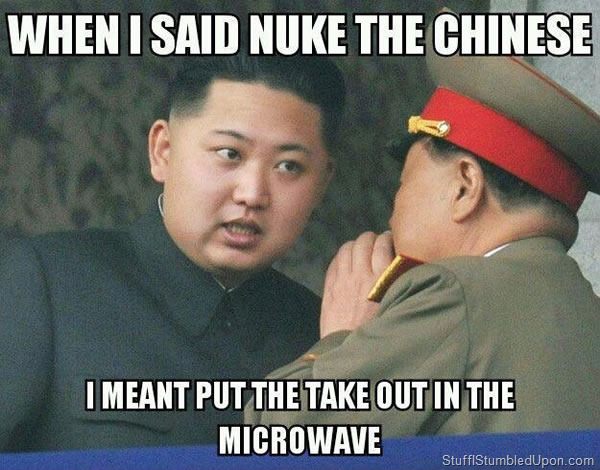 WHEN I SAID NUKE THE CHINESE
I MEANT PUT THE TAKE OUT IN THE
MICROWAVE
StuffIStumbledUpon.com